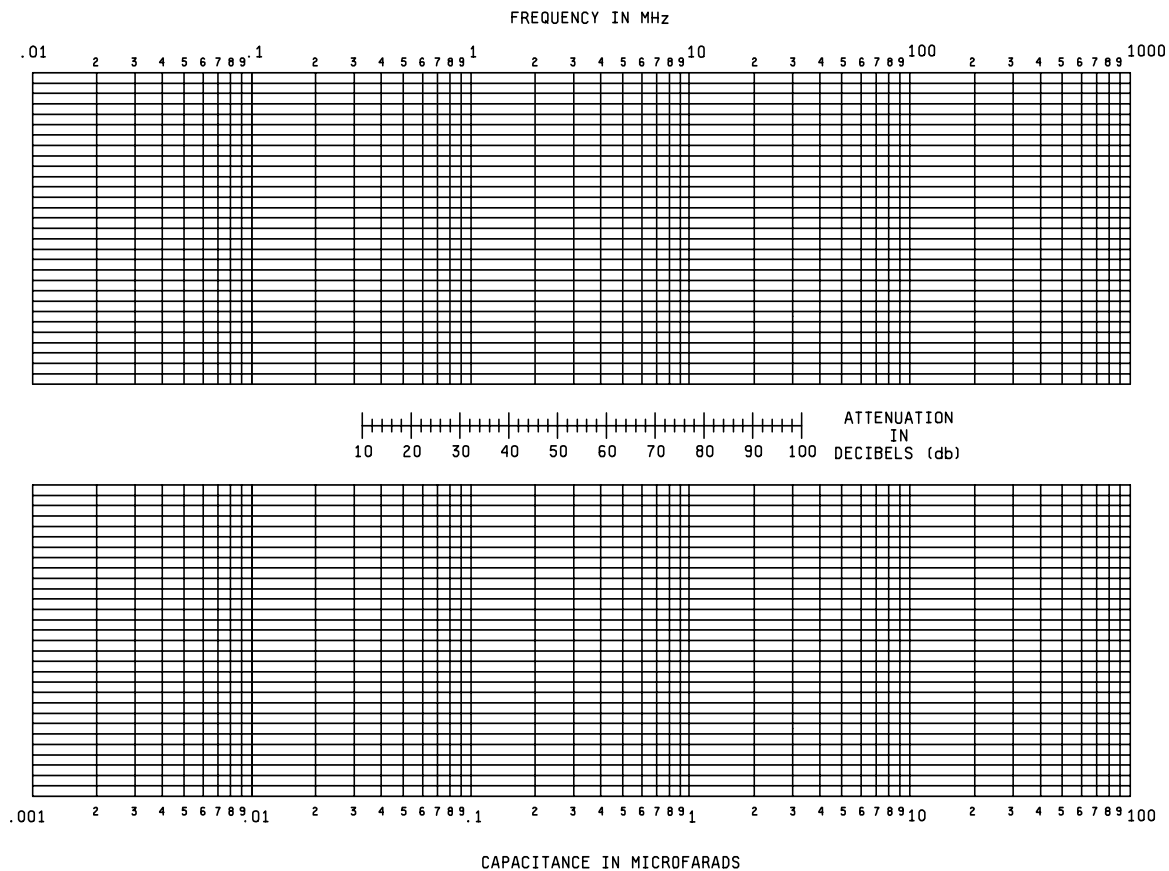 FREQUENCY IN MHz
.01 .1 1 10 100 1000
2 3 4 5 6 7 8 9 2 3 4 5 6 7 8 9 2 3 4 5 6 7 8 9 2 3 4 5 6 7 8 9 2 3 4 5 6 7 8 9
10 20 30 40 50 60 70 80 90 100
ATTENUATION
IN
DECIBELS (db)
2 3 4 5 6 7 8 9 2 3 4 5 6 7 8 9 2 3 4 5 6 7 8 9 2 3 4 5 6 7 8 9 2 3 4 5 6 7 8 9
.001 .01 .1 1 10 100
CAPACITANCE IN MICROFARADS